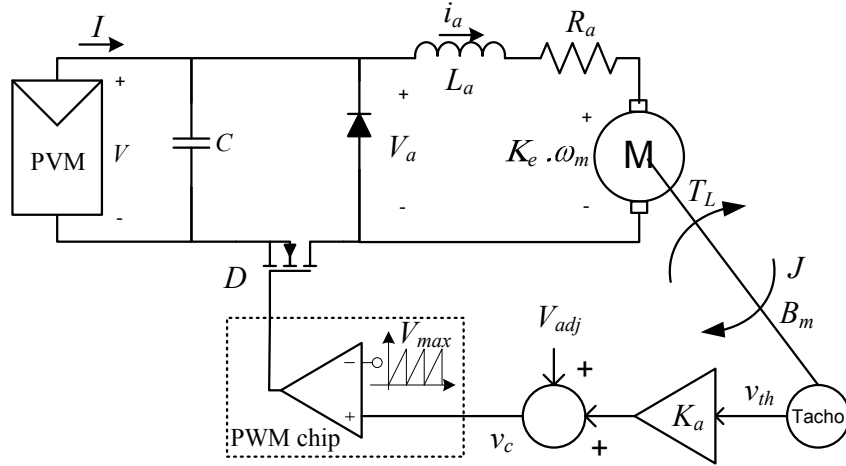 I
i_a
R_a
L_a
+
+
+
PVM
V
C
V_a
K_e .ω_m
M
-
-
-
T_L
D
J
B_m
V_max
V_adj
−
+
+
+
PWM chip
v_c
K_a
v_th
Tacho